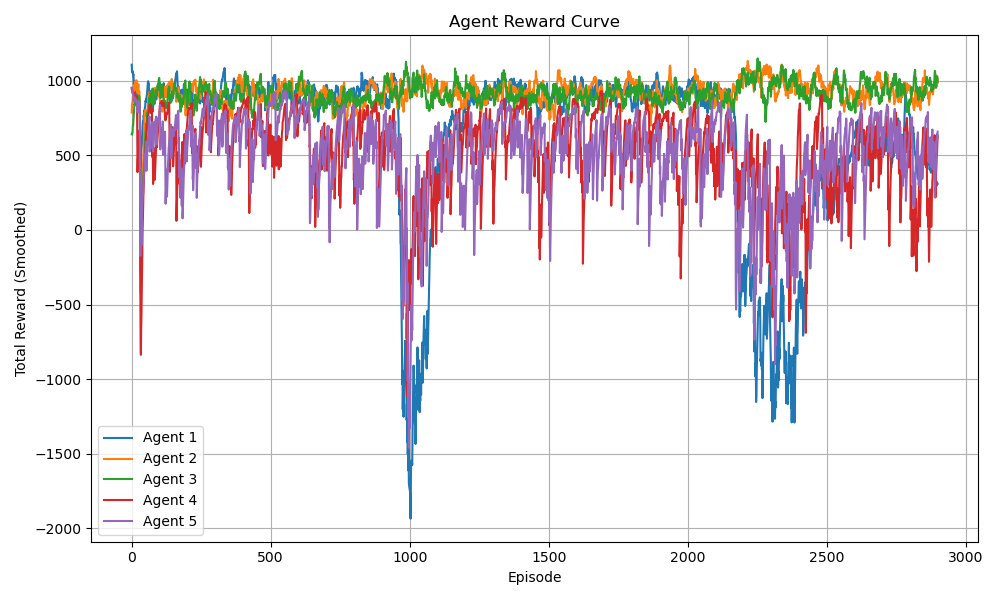 Agent Reward Curve
Total Reward (Smoothed)
1000
500
0
−500
−1000
−1500
−2000
Agent 1
Agent 2
Agent 3
Agent 4
Agent 5
0 500 1000 1500 2000 2500 3000
Episode